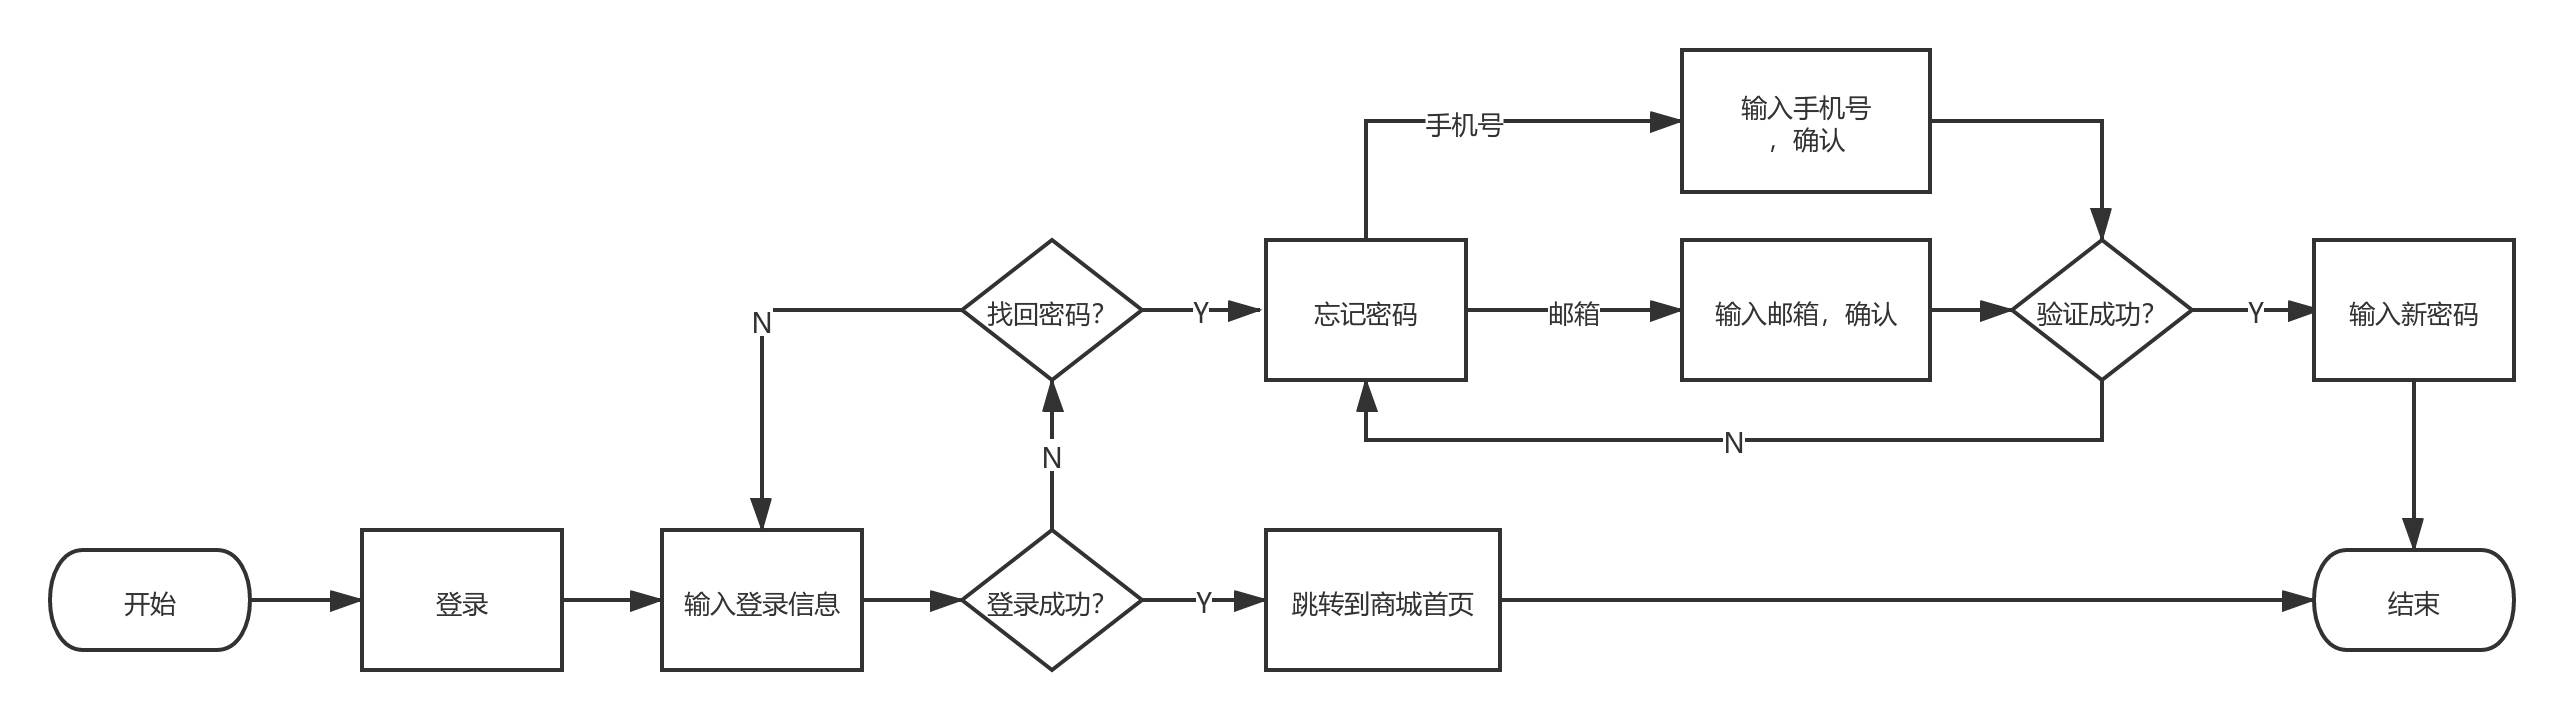 手机号
输入手机号
，确认
N
找回密码？
Y
忘记密码
邮箱
输入邮箱，确认
验证成功？
Y
输入新密码
N
N
开始
登录
输入登录信息
登录成功？
Y
跳转到商城首页
结束